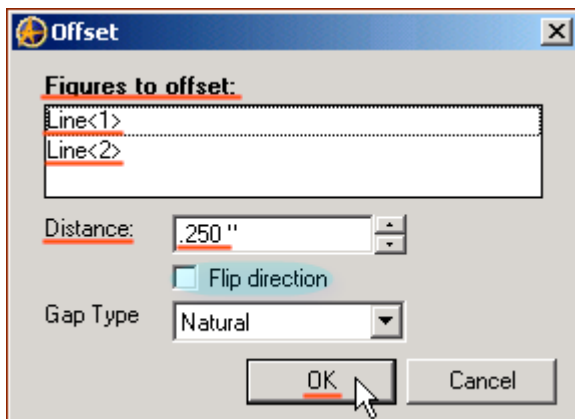 Offset
Figures to offset:
Line<1>
Line<2>
Distance:
.250 "
Flip direction
Gap Type
Natural
OK
Cancel